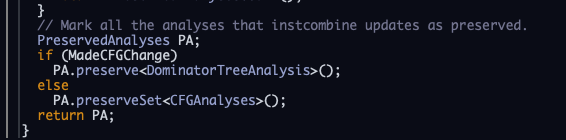 }
// Mark all the analyses that instcombine updates as preserved.
PreservedAnalyses PA;
if (MadeCFGChange)
PA.preserve<DominatorTreeAnalysis>();
else
PA.preserveSet<CFGAnalyses>();
return PA;
}